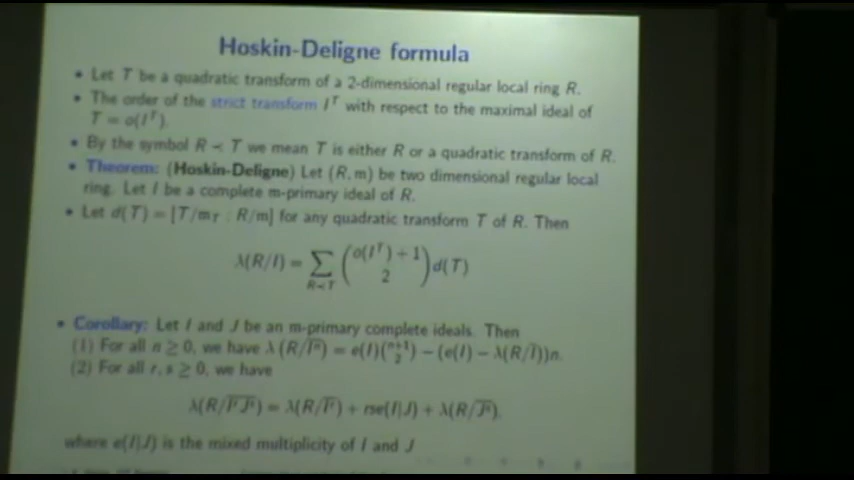 Hoskin-Deligne formula
• Let T be a quadratic transform of a 2-dimensional regular local ring R.
• The order of the strict transform I^T with respect to the maximal ideal of
T = o(I^T).
• By the symbol R ≺ T we mean T is either R or a quadratic transform of R.
• Theorem: (Hoskin-Deligne) Let (R, m) be two dimensional regular local
ring. Let I be a complete m-primary ideal of R.
• Let d(T) = [T/m_T : R/m] for any quadratic transform T of R. Then
λ(R/I) = ∑_{R≺T} \binom{o(I^T) + 1}{2} d(T)
• Corollary: Let I and J be an m-primary complete ideals. Then
(1) For all n ≥ 0, we have λ(R/\overline{I^n}) = e(I)\binom{n+1}{2} − (e(I) − λ(R/\overline{I}))n.
(2) For all r, s ≥ 0, we have
λ(R/\overline{I^r J^s}) = λ(R/\overline{I^r}) + rse(I|J) + λ(R/\overline{J^s}).
where e(I|J) is the mixed multiplicity of I and J